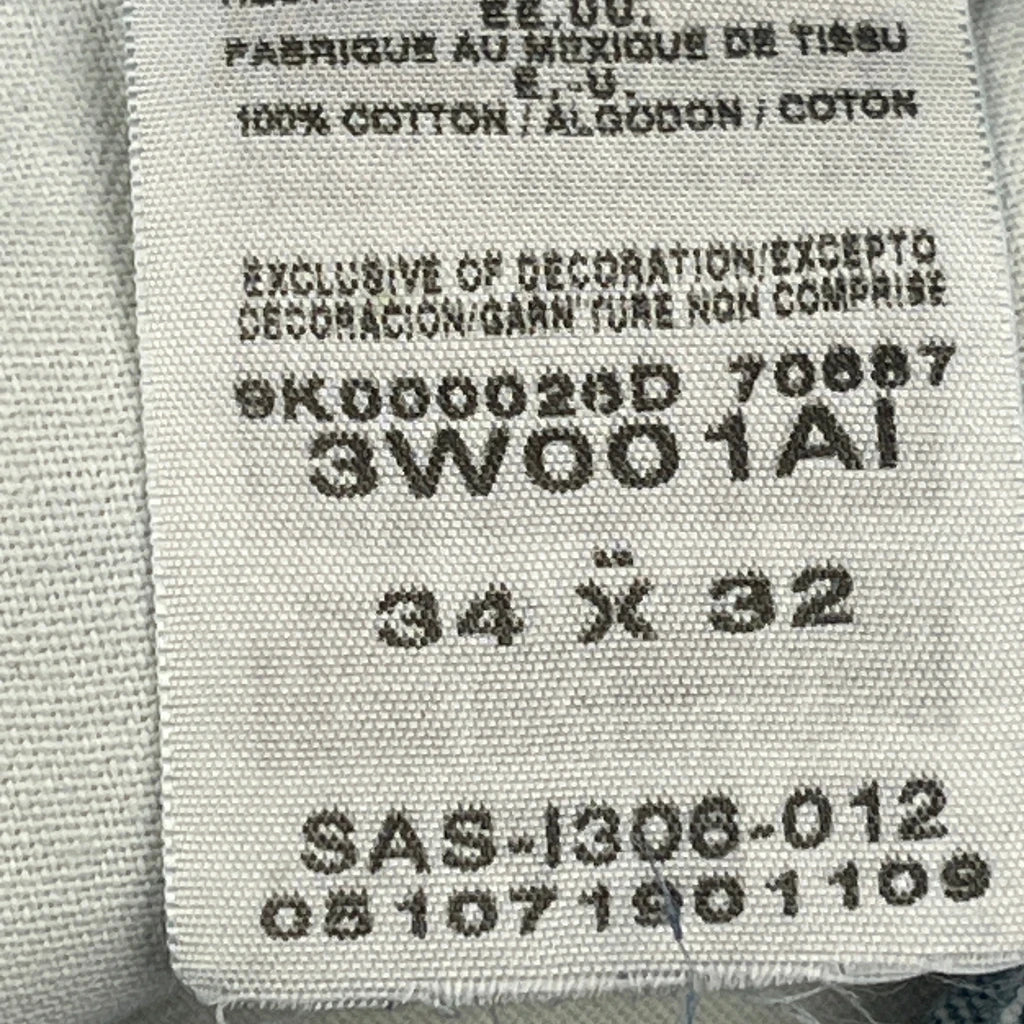 EE.UU.
FABRIQUE AU MEXIQUE DE TISSU
E.-U.
100% COTTON / ALGODON / COTON
EXCLUSIVE OF DECORATION/EXCEPTO
DECORACION/GARNITURE NON COMPRISE
9K000026D 70687
3W001AI
34 X 32
SAS-I306-012
081071901109